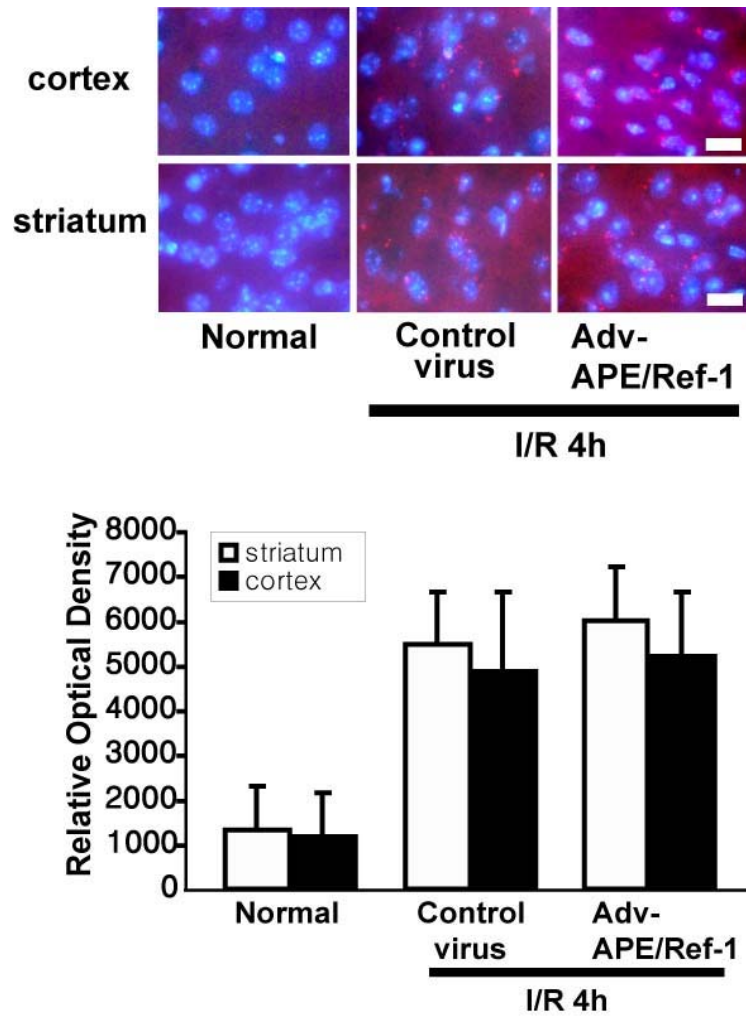 cortex
striatum
Normal
Control
virus
Adv-
APE/Ref-1
I/R 4h
Relative Optical Density
8000
7000
6000
5000
4000
3000
2000
1000
0
striatum
cortex
Normal
Control
virus
Adv-
APE/Ref-1
I/R 4h